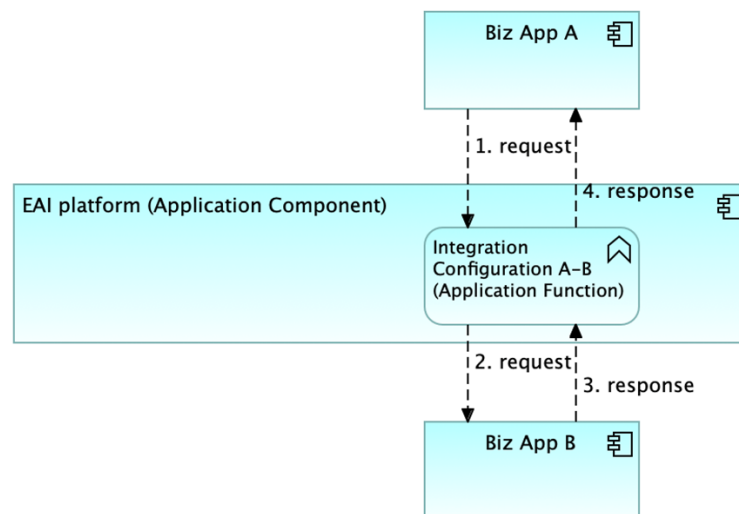 Biz App A
1. request
4. response
EAI platform (Application Component)
Integration
Configuration A-B
(Application Function)
2. request
3. response
Biz App B